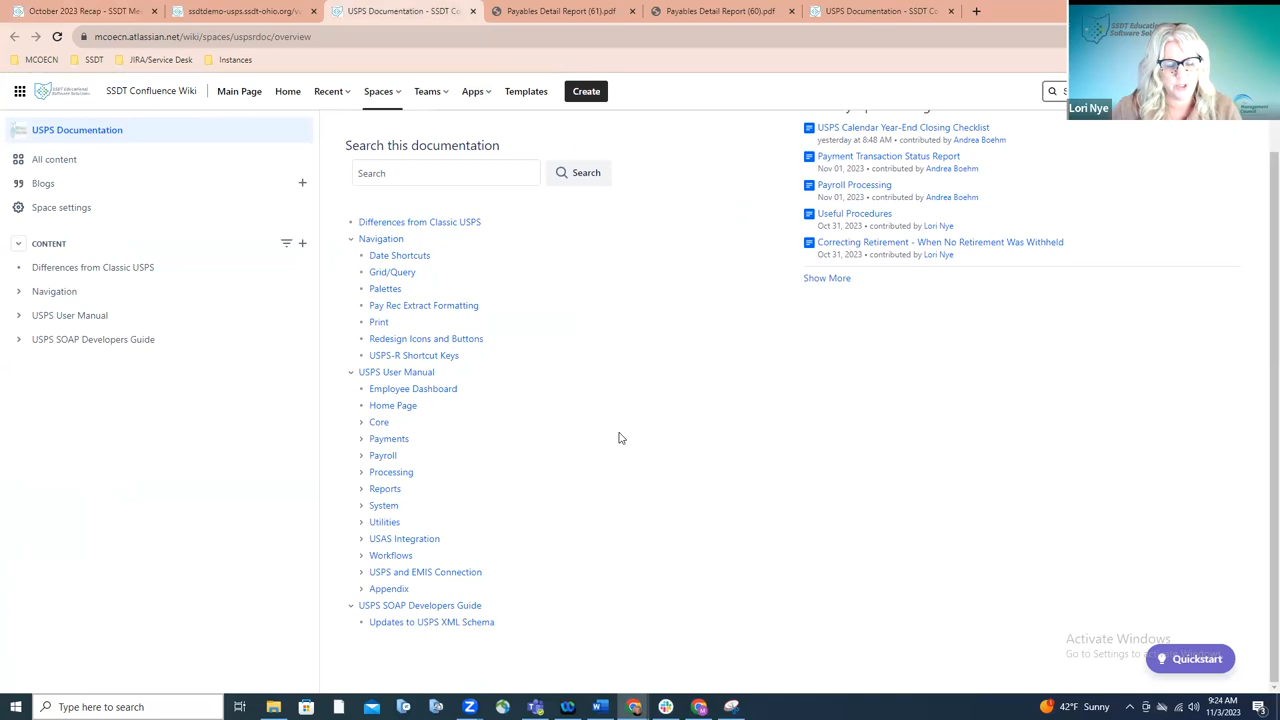 SSDT DEMO - USPS-R
ssdtdemo.ohio.org
USPS Documentation - SSDT C
Payables Detail Report (61).pdf
Payables Detail Report (60).pdf
USPS Documentation - SSDT C
mcoecn.atlassian.net/wiki/spaces/uspsrdoc/overview
MCOECN
SSDT
JIRA/Service Desk
Instances
SSDT Confluence Wiki
Main Page
Home
Recent
Spaces
Teams
Apps
Templates
Create
Lori Nye
USPS Documentation
All content
Blogs
Space settings
CONTENT
Differences from Classic USPS
Navigation
USPS User Manual
USPS SOAP Developers Guide
Search this documentation
Search
Search
Differences from Classic USPS
Navigation
Date Shortcuts
Grid/Query
Palettes
Pay Rec Extract Formatting
Print
Redesign Icons and Buttons
USPS-R Shortcut Keys
USPS User Manual
Employee Dashboard
Home Page
Core
Payments
Payroll
Processing
Reports
System
Utilities
USAS Integration
Workflows
USPS and EMIS Connection
Appendix
USPS SOAP Developers Guide
Updates to USPS XML Schema
USPS Calendar Year-End Closing Checklist
yesterday at 8:48 AM • contributed by Andrea Boehm
Payment Transaction Status Report
Nov 01, 2023 • contributed by Andrea Boehm
Payroll Processing
Nov 01, 2023 • contributed by Andrea Boehm
Useful Procedures
Oct 31, 2023 • contributed by Lori Nye
Correcting Retirement - When No Retirement Was Withheld
Oct 31, 2023 • contributed by Lori Nye
Show More
Activate Windows
Go to Settings to
Quickstart
Type here to search
42°F Sunny
9:24 AM
11/3/2023